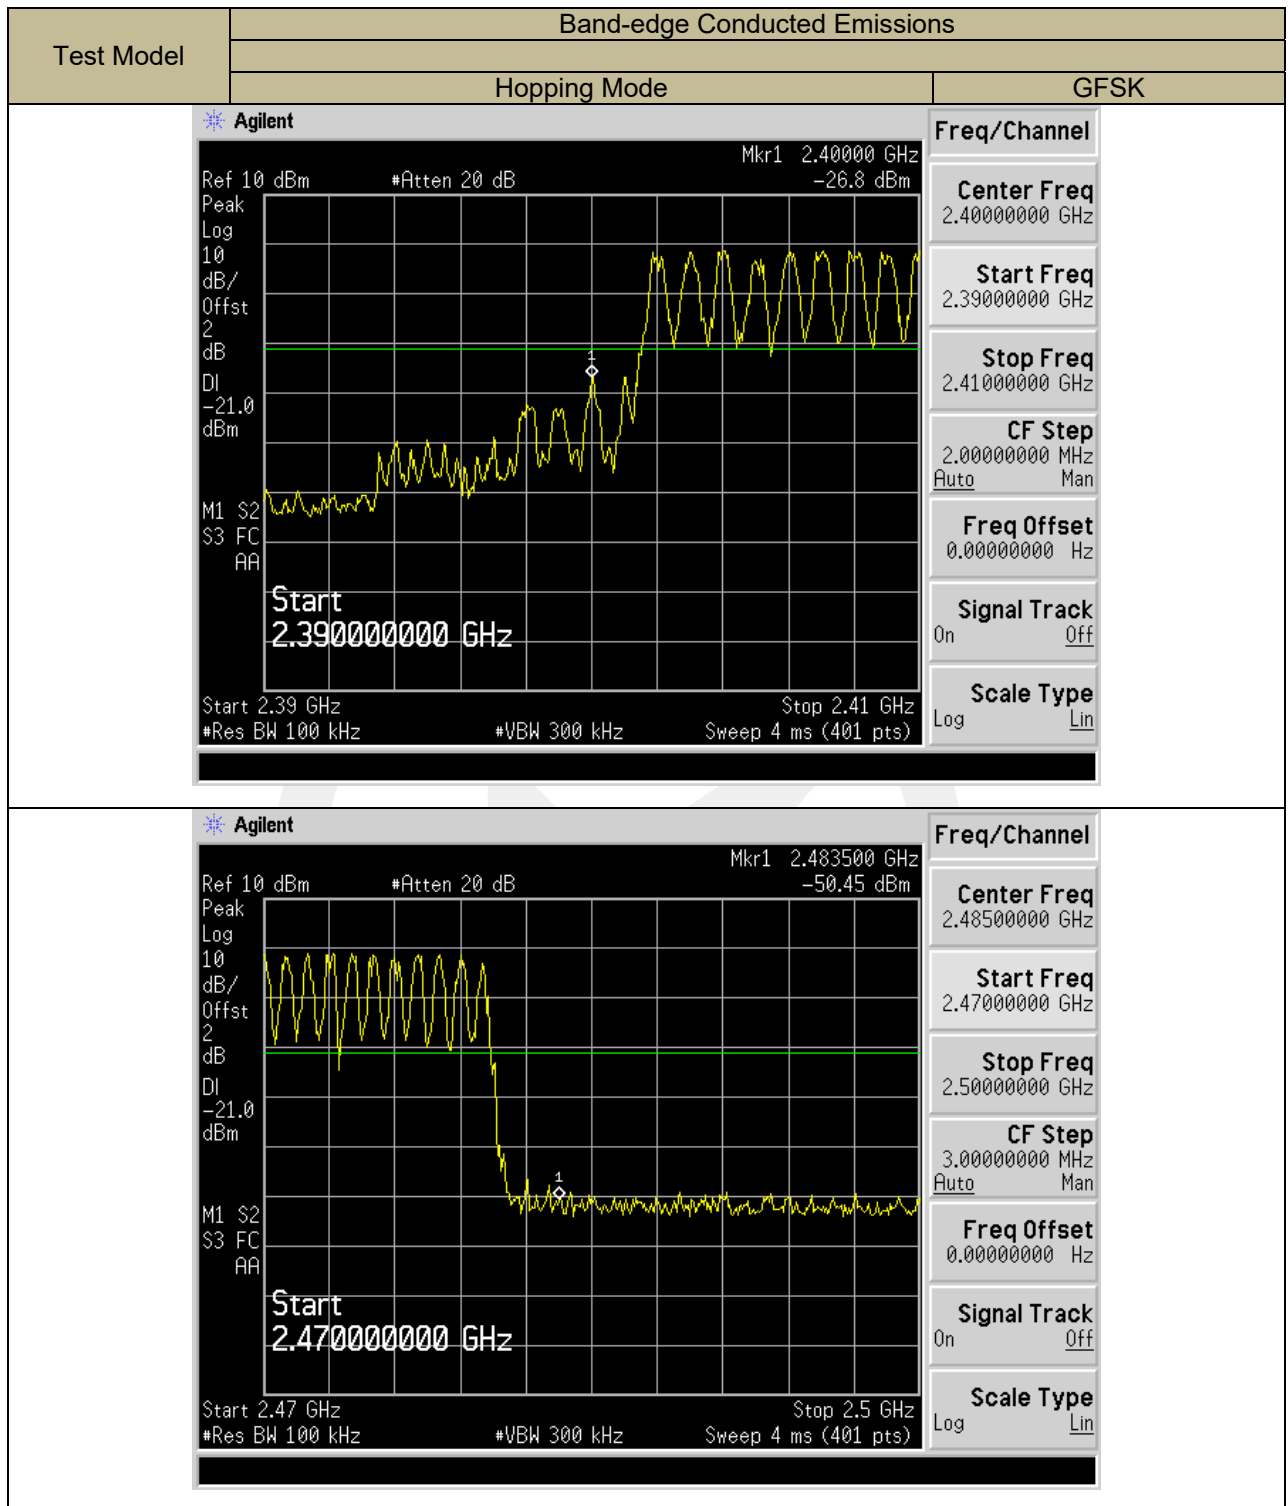 Test Model
Band-edge Conducted Emissions
Hopping Mode
GFSK
Agilent
Freq/Channel
Mkr1 2.40000 GHz
Ref 10 dBm #Atten 20 dB -26.8 dBm
Peak
Log
10
dB/
Offst
2
dB
DI
-21.0
dBm
M1 S2
S3 FC
AA
1
Start
2.390000000 GHz
Start 2.39 GHz Stop 2.41 GHz
#Res BW 100 kHz #VBW 300 kHz Sweep 4 ms (401 pts)
Center Freq
2.40000000 GHz
Start Freq
2.39000000 GHz
Stop Freq
2.41000000 GHz
CF Step
2.00000000 MHz
Auto Man
Freq Offset
0.00000000 Hz
Signal Track
On Off
Scale Type
Log Lin
Agilent
Freq/Channel
Mkr1 2.483500 GHz
Ref 10 dBm #Atten 20 dB -50.45 dBm
Peak
Log
10
dB/
Offst
2
dB
DI
-21.0
dBm
M1 S2
S3 FC
AA
1
Start
2.470000000 GHz
Start 2.47 GHz Stop 2.5 GHz
#Res BW 100 kHz #VBW 300 kHz Sweep 4 ms (401 pts)
Center Freq
2.48500000 GHz
Start Freq
2.47000000 GHz
Stop Freq
2.50000000 GHz
CF Step
3.00000000 MHz
Auto Man
Freq Offset
0.00000000 Hz
Signal Track
On Off
Scale Type
Log Lin